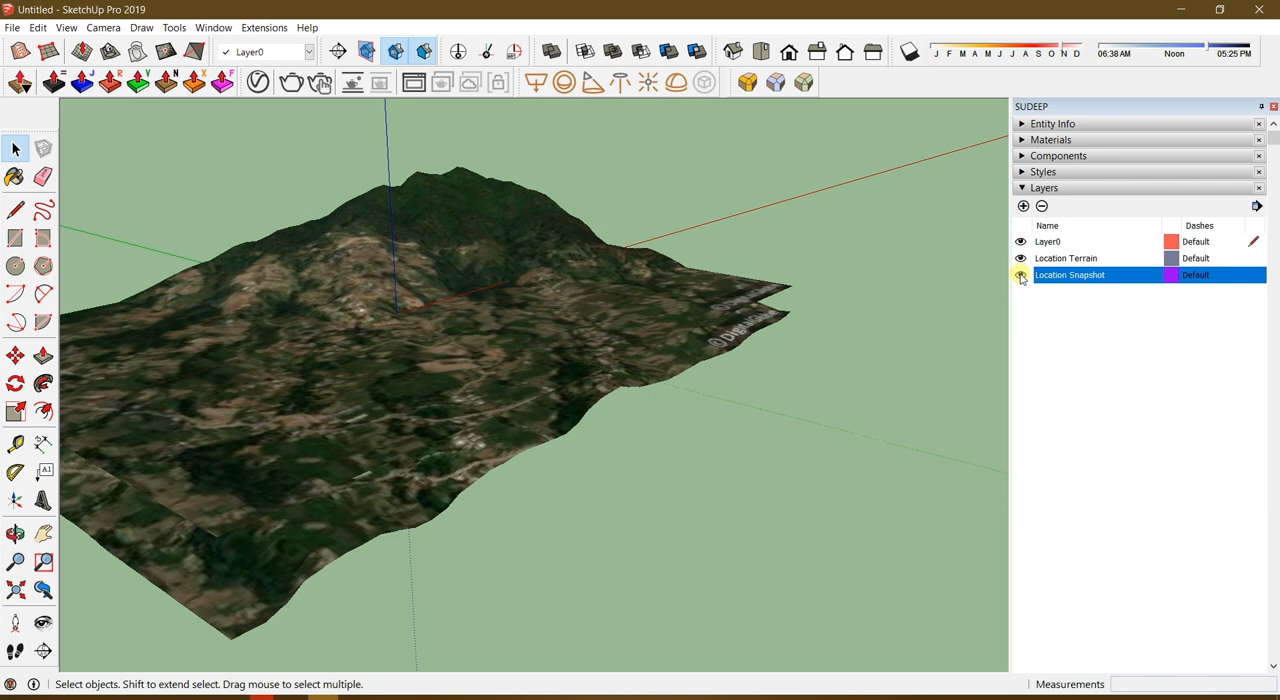 Untitled - SketchUp Pro 2019
File Edit View Camera Draw Tools Window Extensions Help
Layer0
J F M A M J J A S O N D
06:38 AM Noon 05:25 PM
SUDEEP
Entity Info
Materials
Components
Styles
Layers
Name Dashes
Layer0 Default
Location Terrain Default
Location Snapshot Default
A1
Select objects. Shift to extend select. Drag mouse to select multiple.
Measurements